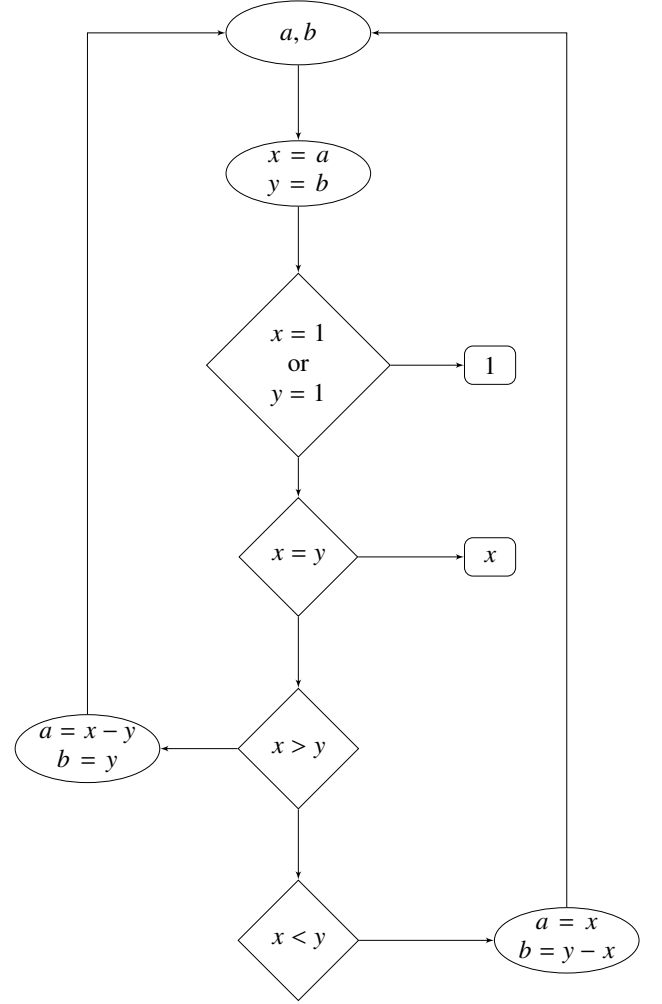 a, b
x = a
y = b
x = 1
or
y = 1
1
x = y
x
x > y
a = x − y
b = y
x < y
a = x
b = y − x